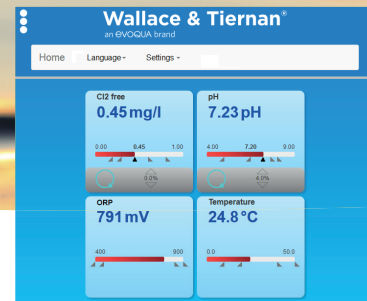 Wallace & Tiernan®
an evoqua brand
Home Language Settings
Cl2 free
0.45 mg/l
0.00 0.45 1.00
0.0%
pH
7.23 pH
4.00 7.20 9.00
4.0%
ORP
791 mV
400 900
Temperature
24.8 °C
0.0 50.0